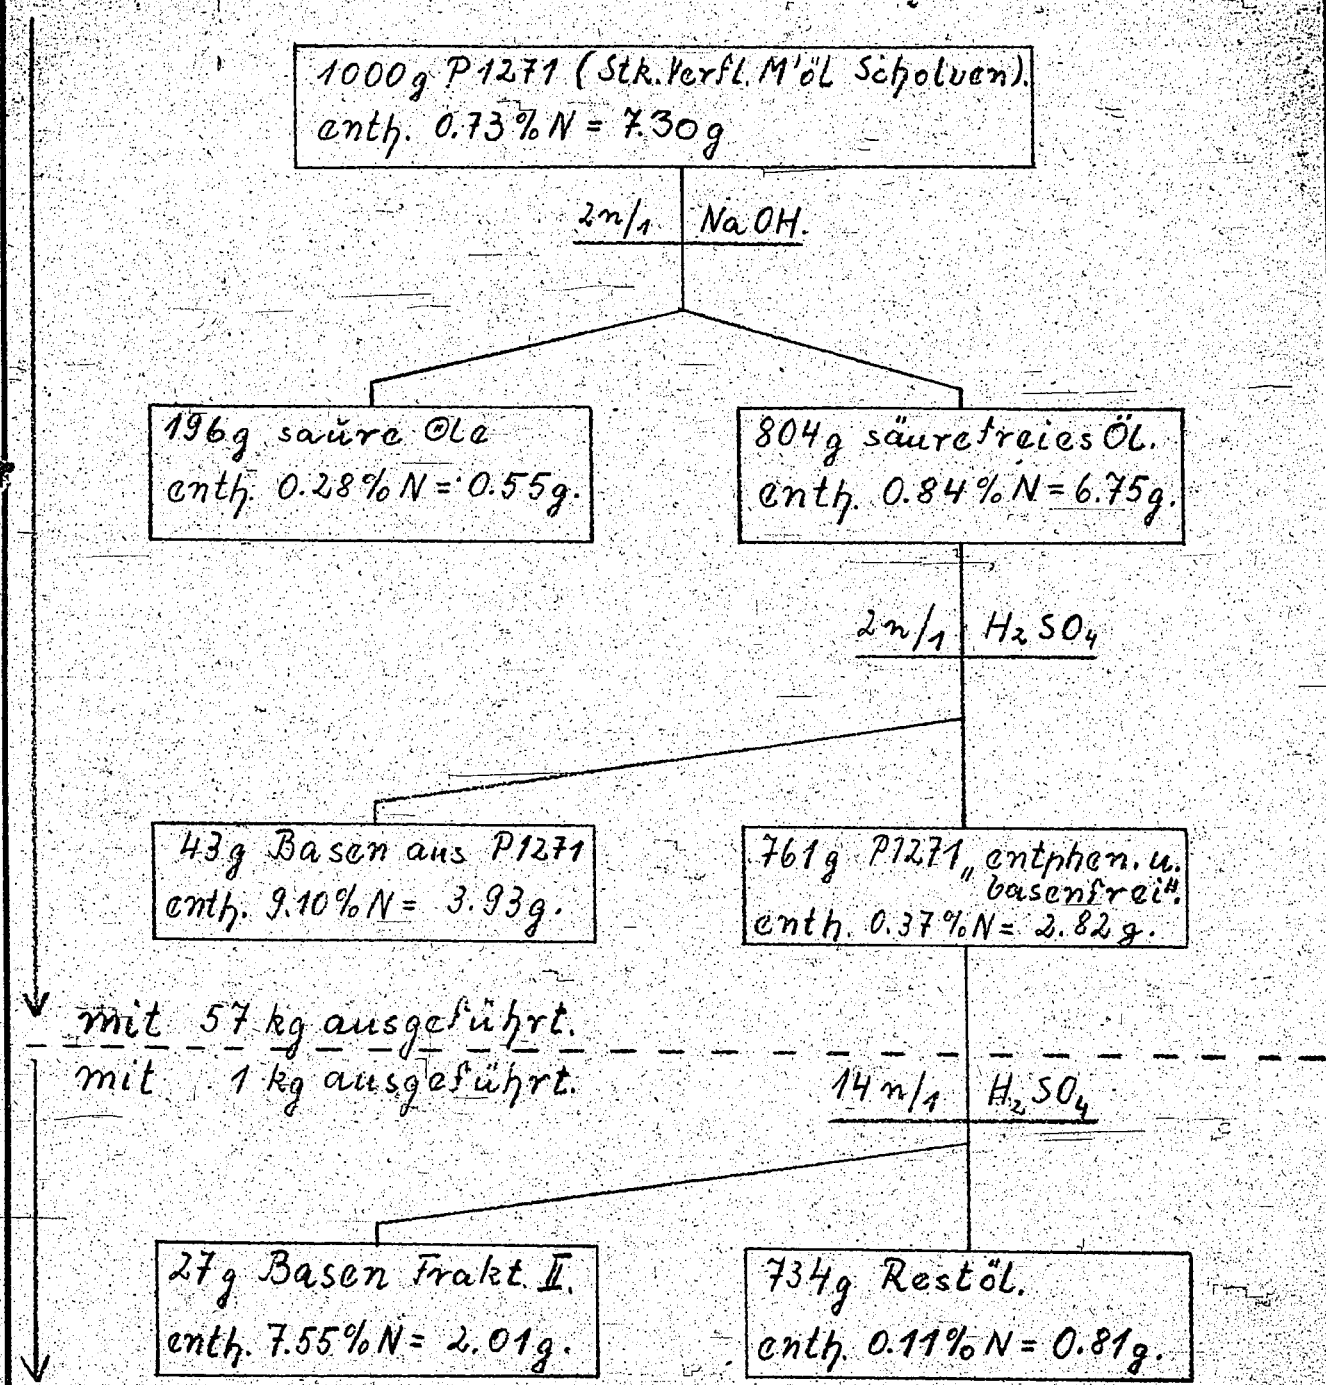 1000g P1271 (Stk. Verfl. M'öl Scholven).
enth. 0.73% N = 7.30g
2n/1 NaOH.
196g saure Öle
enth. 0.28% N = 0.55g.
804g säurefreies Öl.
enth. 0.84% N = 6.75g.
2n/1 H₂SO₄
43g Basen aus P1271
enth. 9.10% N = 3.93g.
761g P1271 „entphen. u.
basenfrei".
enth. 0.37% N = 2.82g.
mit 57 kg ausgeführt.
mit 1 kg ausgeführt.
14n/1 H₂SO₄
27g Basen Frakt. II.
enth. 7.55% N = 2.01g.
734g Restöl.
enth. 0.11% N = 0.81g.